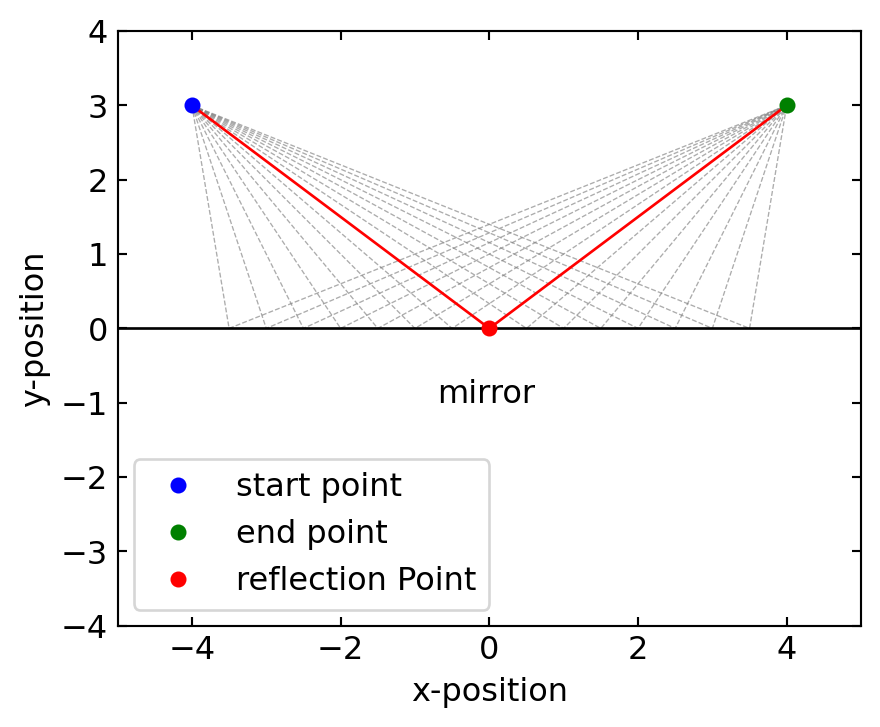 4
3
2
1
0
−1
−2
−3
−4
y-position
mirror
start point
end point
reflection Point
−4 −2 0 2 4
x-position